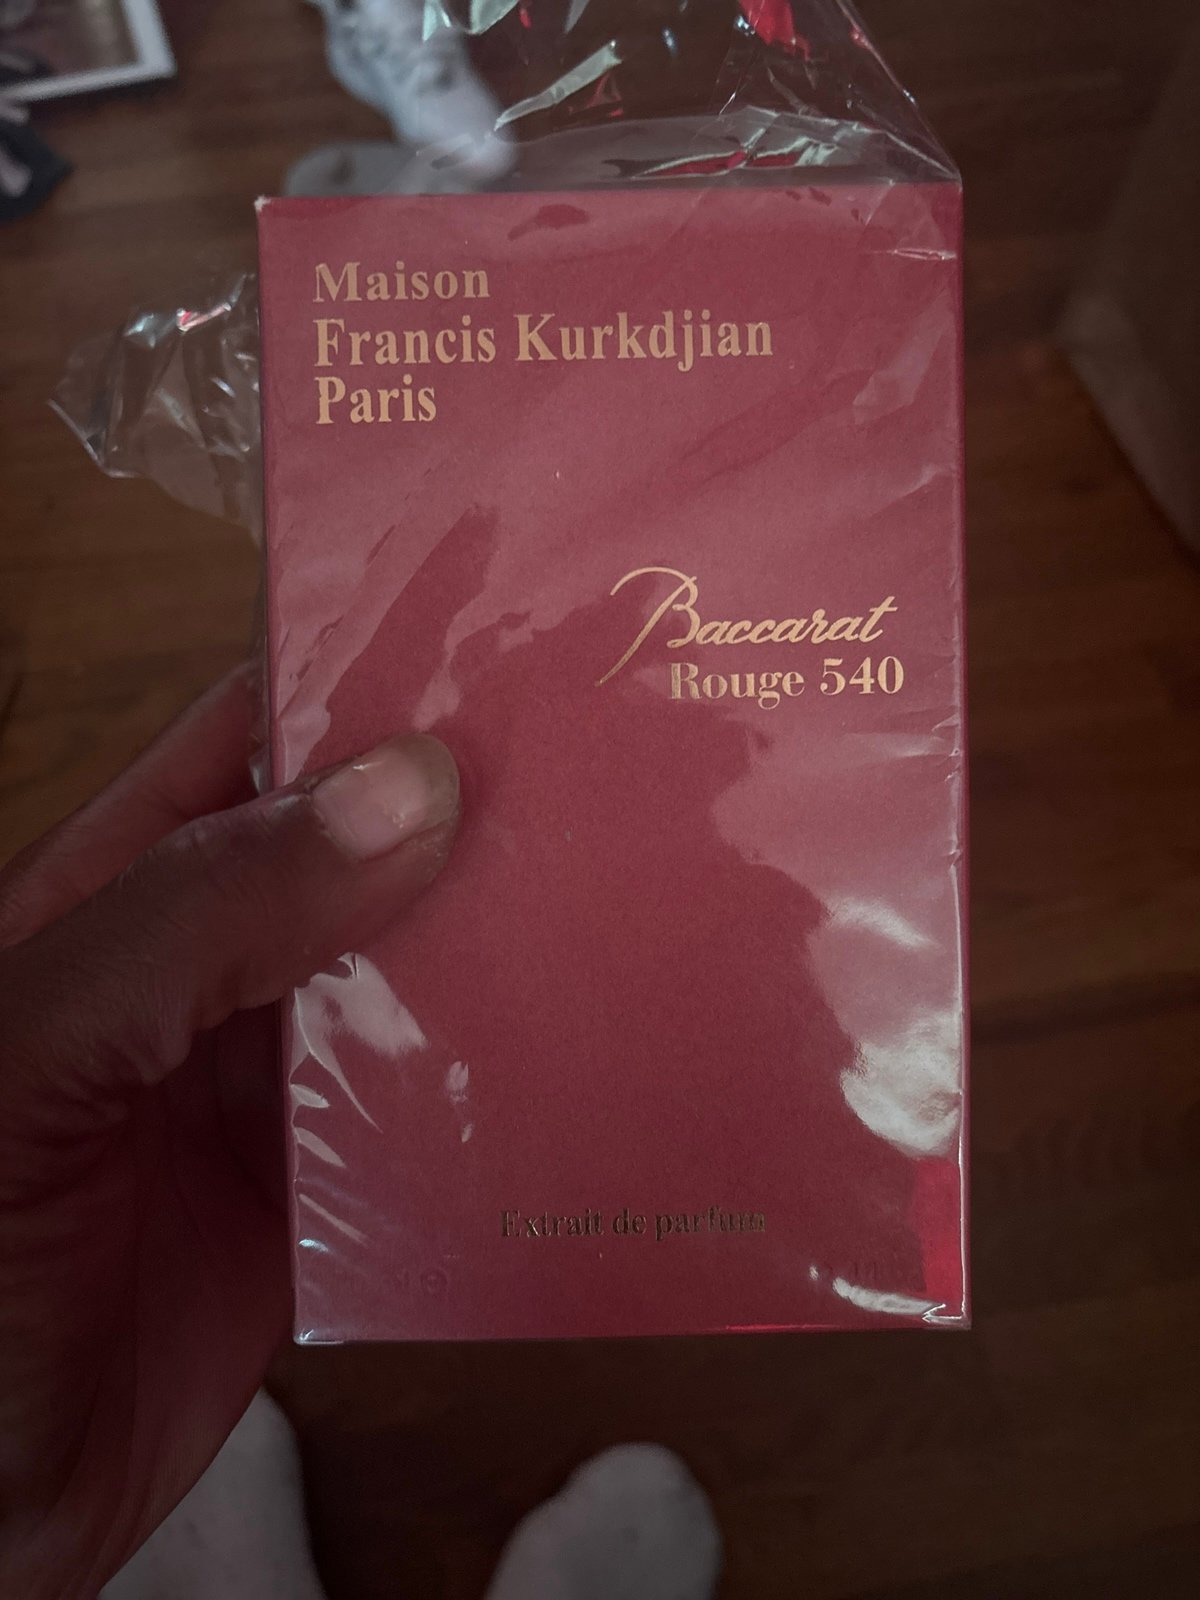 Maison
Francis Kurkdjian
Paris
Baccarat
Rouge 540
Extrait de parfum